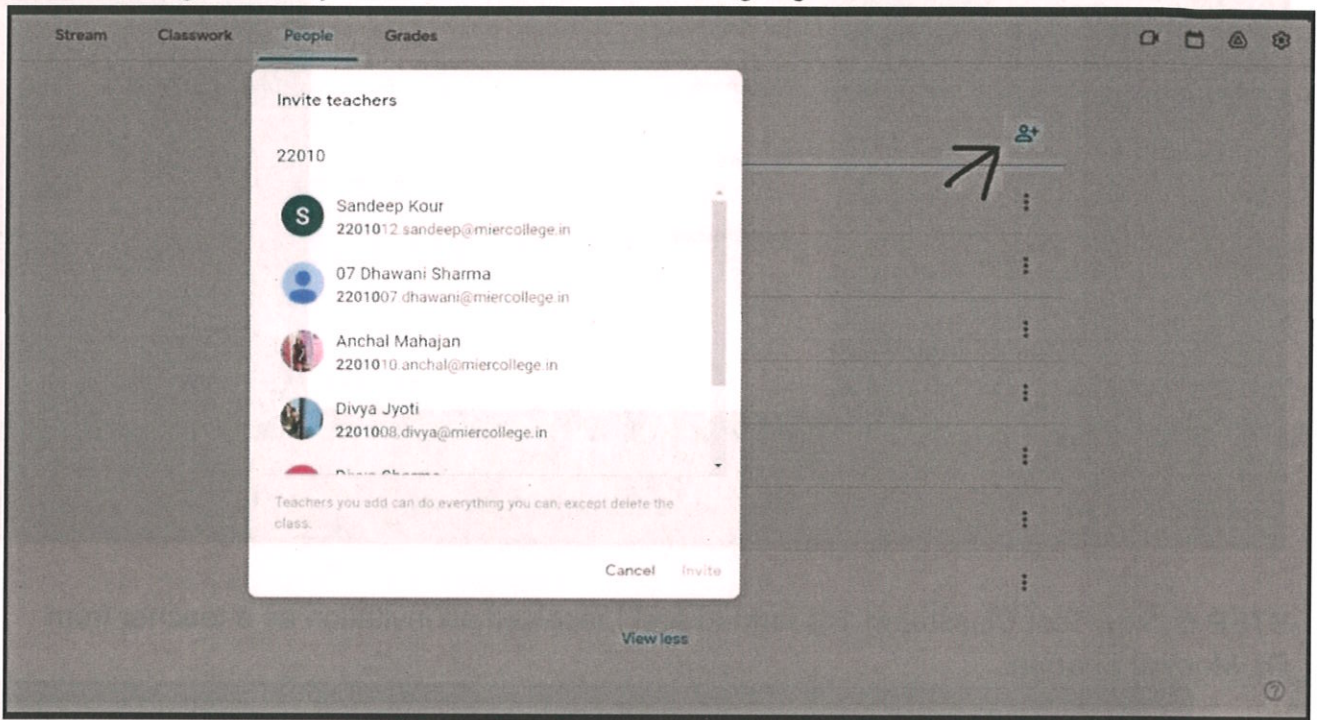 Stream Classwork People Grades
Invite teachers
22010
S
Sandeep Kour
2201012.sandeep@miercollege.in
07 Dhawani Sharma
2201007.dhawani@miercollege.in
Anchal Mahajan
2201010.anchal@miercollege.in
Divya Jyoti
2201008.divya@miercollege.in
Teachers you add can do everything you can, except delete the
class.
Cancel Invite
View less